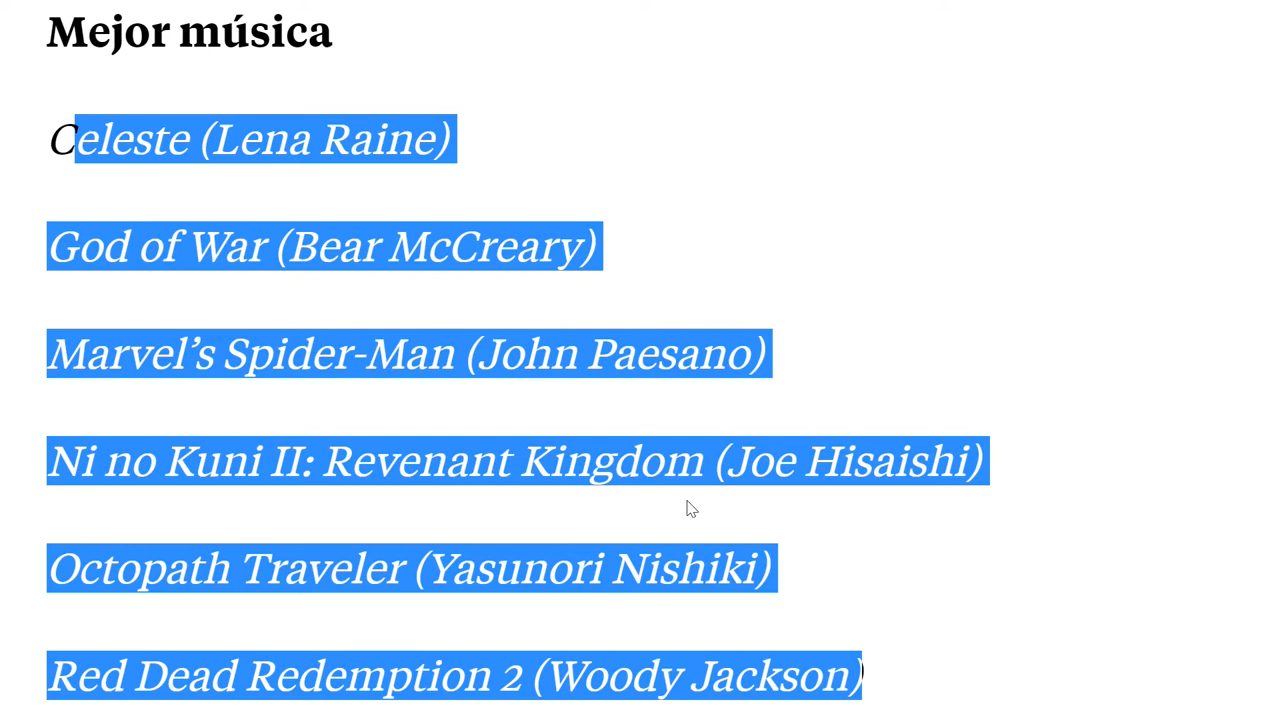 Mejor música
Celeste (Lena Raine)
God of War (Bear McCreary)
Marvel’s Spider-Man (John Paesano)
Ni no Kuni II: Revenant Kingdom (Joe Hisaishi)
Octopath Traveler (Yasunori Nishiki)
Red Dead Redemption 2 (Woody Jackson)